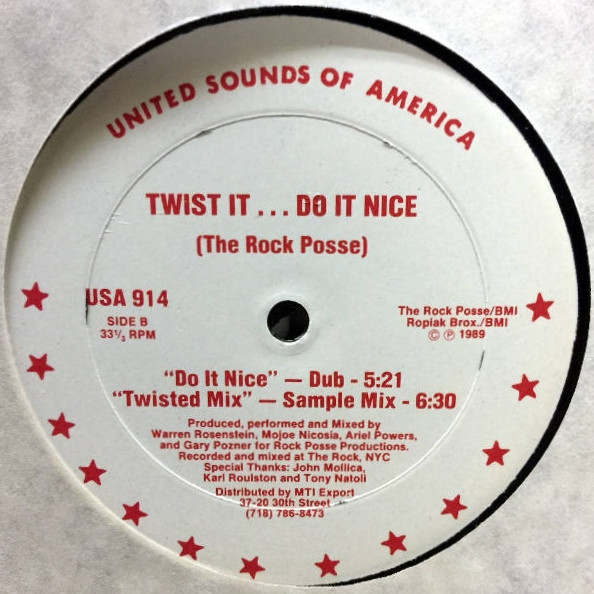 UNITED SOUNDS OF AMERICA
TWIST IT . . . DO IT NICE
(The Rock Posse)
USA 914
SIDE B
33⅓ RPM
The Rock Posse/BMI
Ropiak Brox./BMI
© ℗ 1989
“Do It Nice” — Dub - 5:21
“Twisted Mix” — Sample Mix - 6:30
Produced, performed and Mixed by
Warren Rosenstein, Mojoe Nicosia, Ariel Powers,
and Gary Pozner for Rock Posse Productions.
Recorded and mixed at The Rock, NYC
Special Thanks: John Mollica,
Karl Roulston and Tony Natoli
Distributed by MTI Export
37-20 30th Street
(718) 786-8473